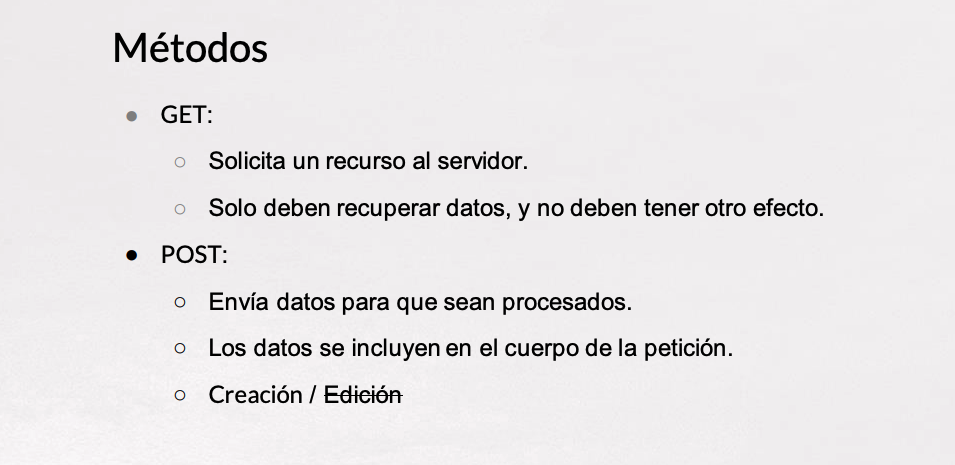 Métodos
● GET:
○ Solicita un recurso al servidor.
○ Solo deben recuperar datos, y no deben tener otro efecto.
● POST:
○ Envía datos para que sean procesados.
○ Los datos se incluyen en el cuerpo de la petición.
○ Creación / Edición